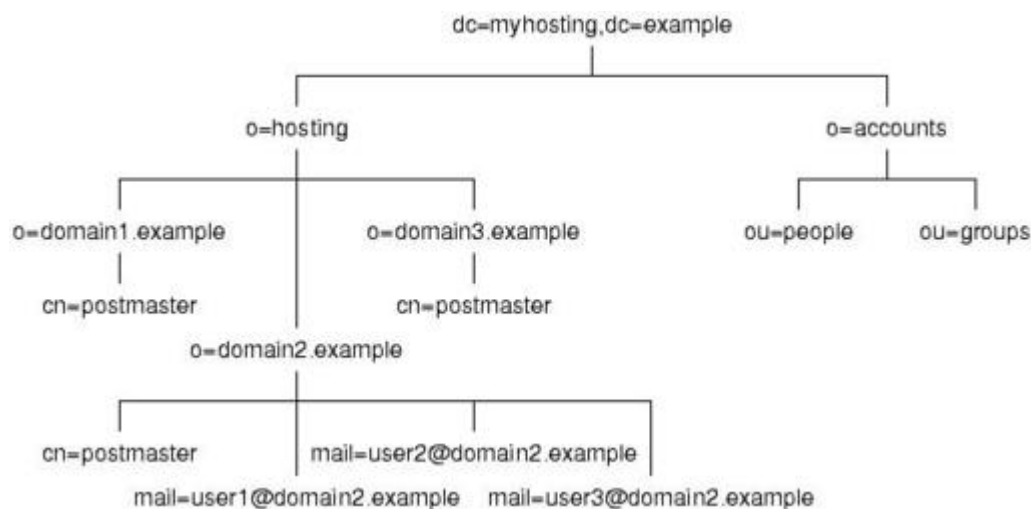 dc=myhosting,dc=example
o=hosting
o=accounts
o=domain1.example
o=domain3.example
ou=people
ou=groups
cn=postmaster
cn=postmaster
o=domain2.example
cn=postmaster
mail=user2@domain2.example
mail=user1@domain2.example
mail=user3@domain2.example